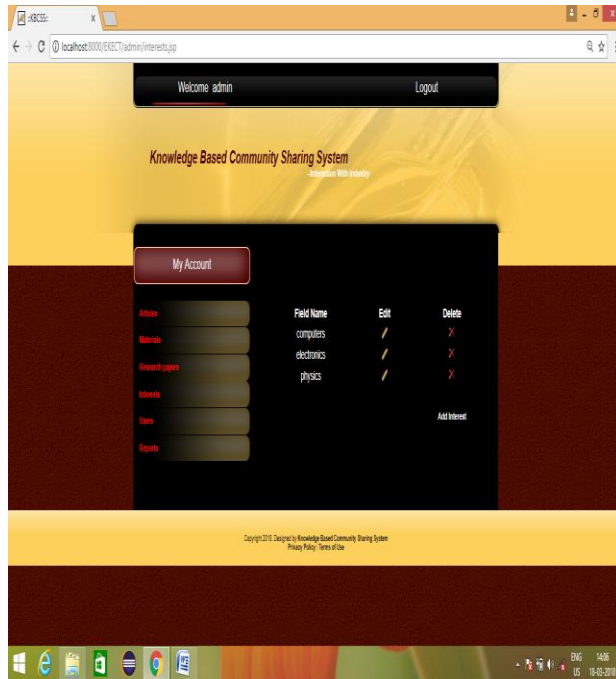 ::KBCSS::
localhost:8000/EKECT/admin/interests.jsp
Welcome admin
Logout
Knowledge Based Community Sharing System
--Interaction With Industry
My Account
Articles
Materials
Research papers
Interests
Users
Reports
Field Name Edit Delete
computers
electronics
physics
Add Interest
Copyright 2018. Designed by Knowledge Based Community Sharing System
Privacy Policy | Terms of Use
ENG 14:06
US 18-03-2018